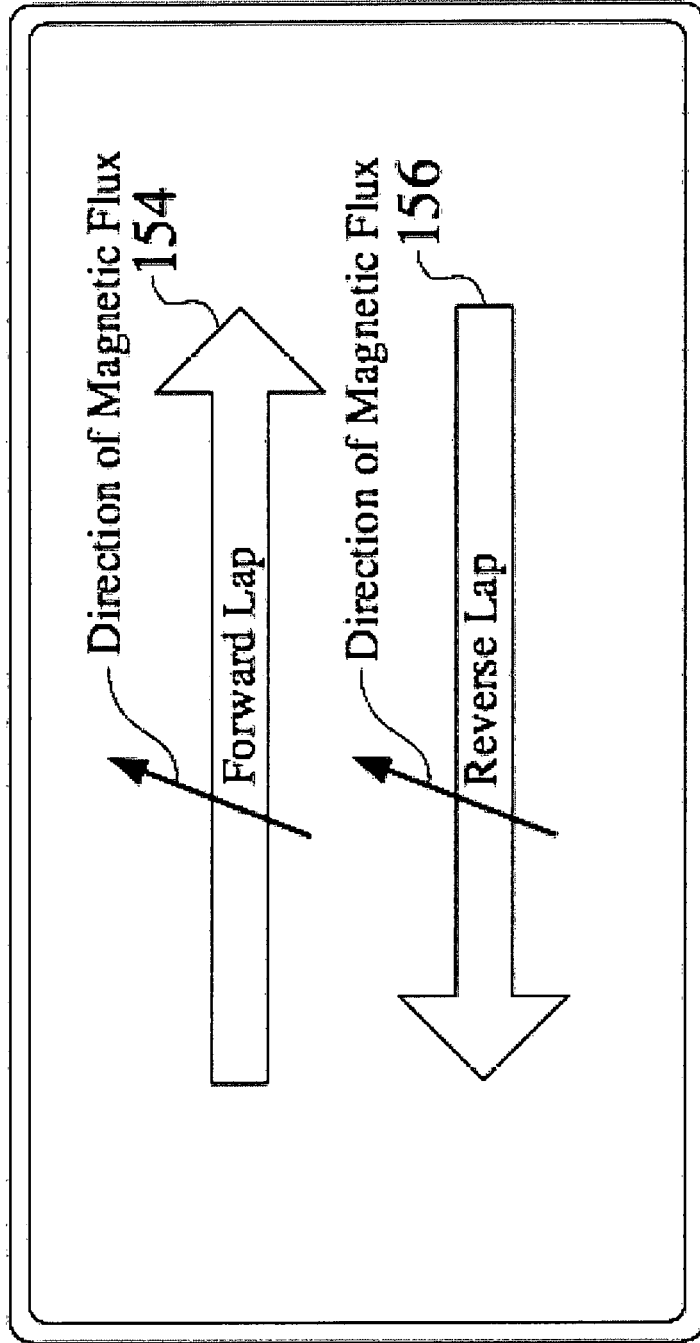 Direction of Magnetic Flux
154
Forward Lap
Direction of Magnetic Flux
156
Reverse Lap